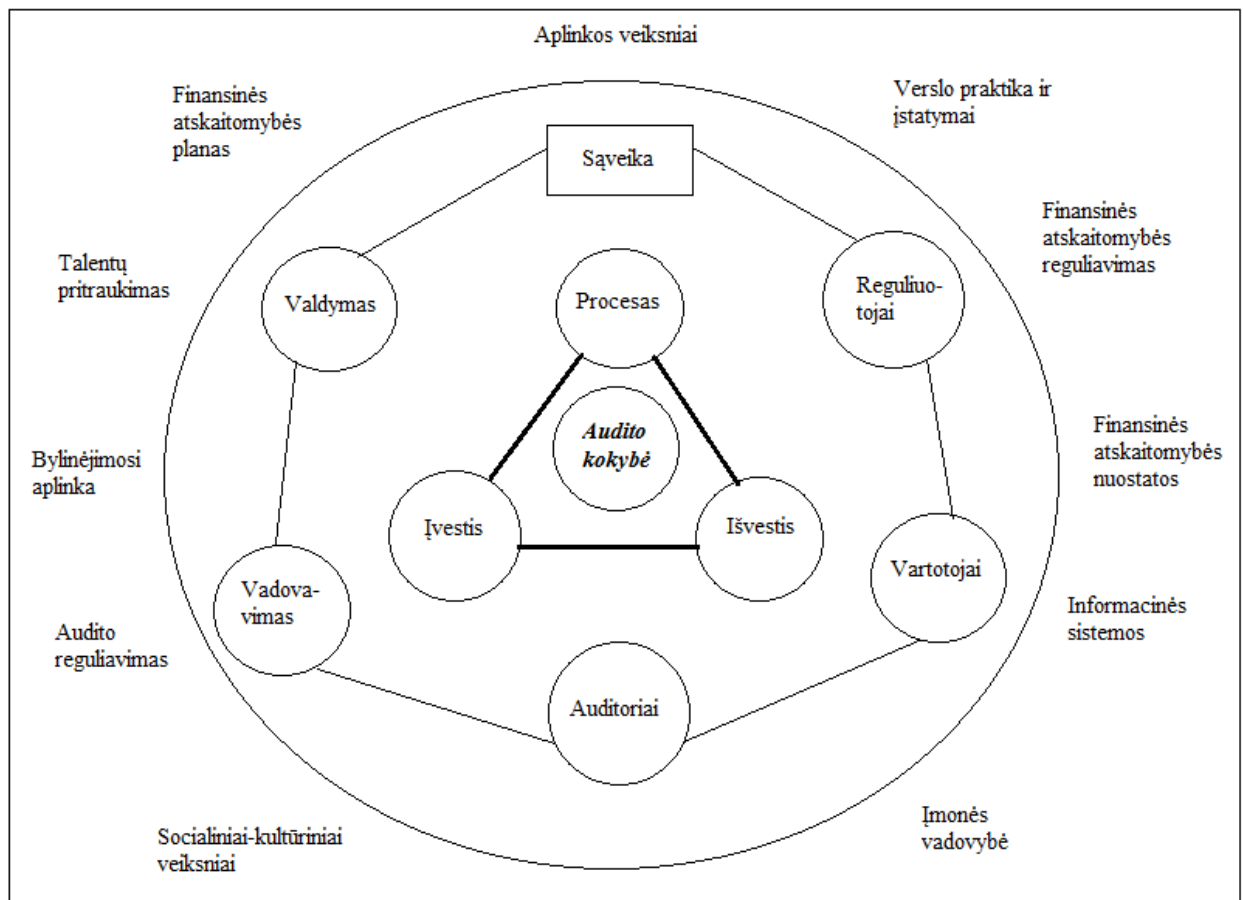 Aplinkos veiksniai
Finansinės
atskaitomybės
planas
Verslo praktika ir
įstatymai
Sąveika
Finansinės
atskaitomybės
reguliavimas
Talentų
pritraukimas
Valdymas
Procesas
Reguliuo-
tojai
Audito
kokybė
Finansinės
atskaitomybės
nuostatos
Bylinėjimosi
aplinka
Įvestis
Išvestis
Vadova-
vimas
Vartotojai
Informacinės
sistemos
Audito
reguliavimas
Auditoriai
Socialiniai-kultūriniai
veiksniai
Įmonės
vadovybė